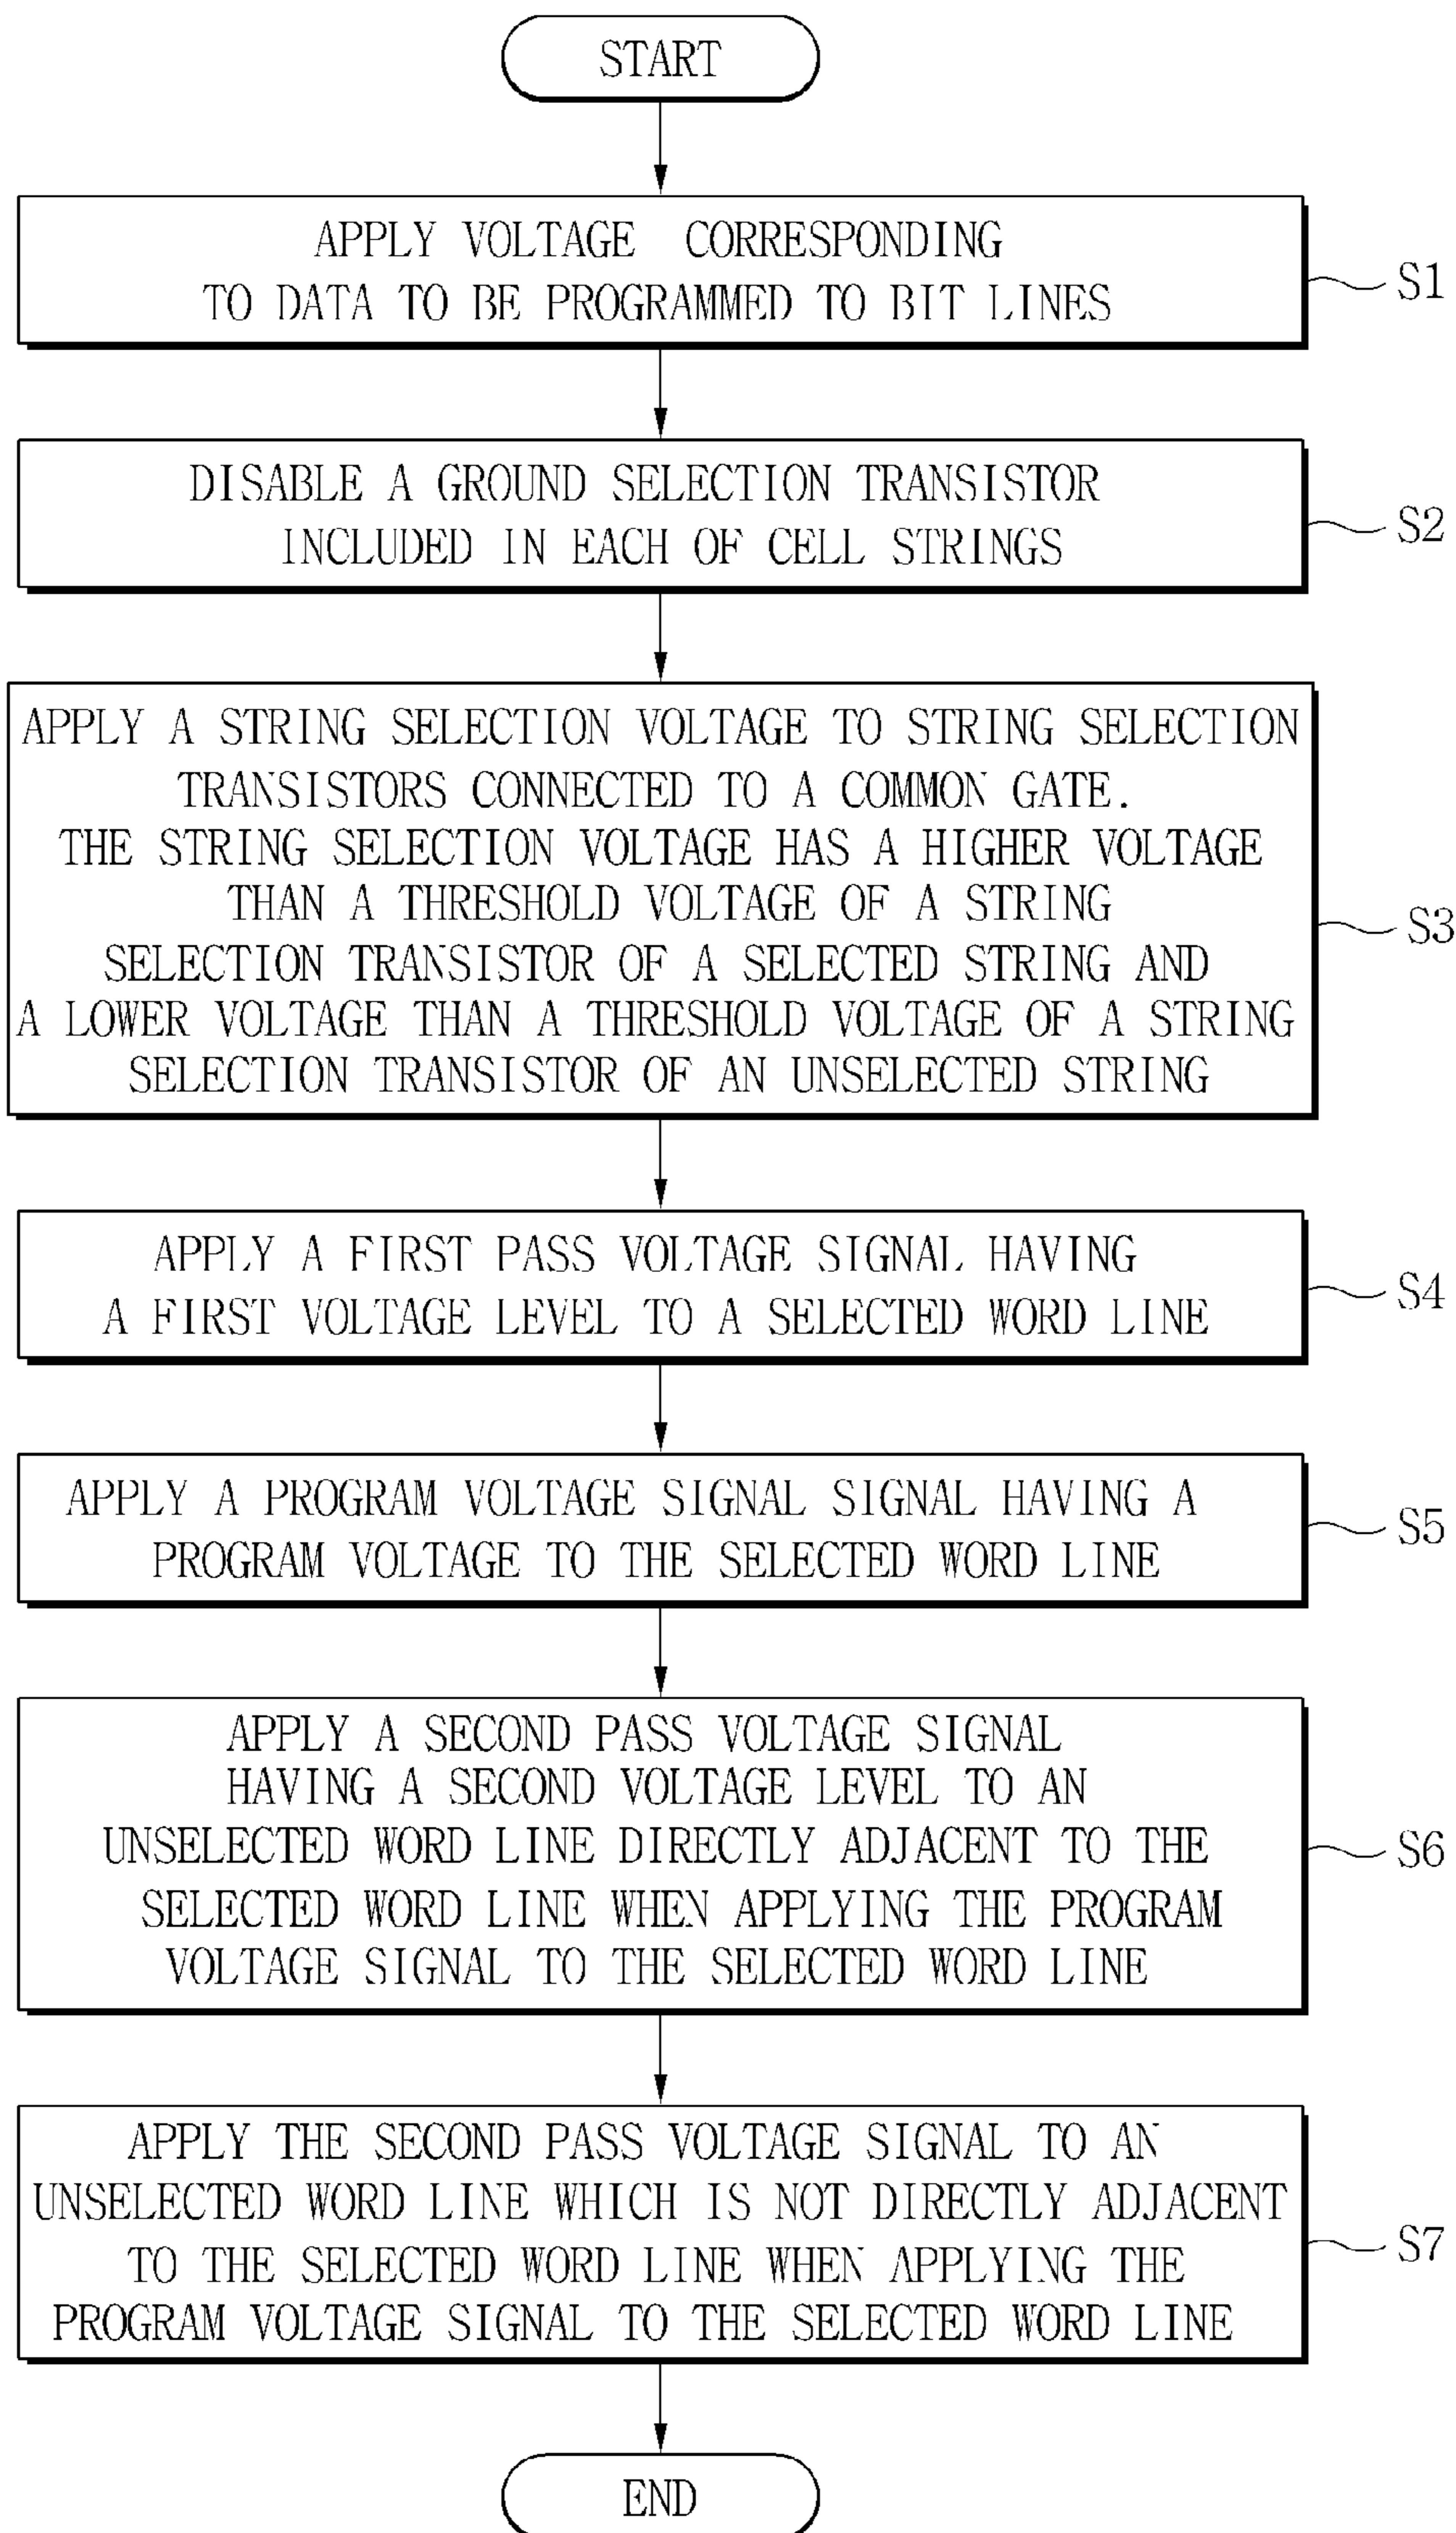 START
APPLY VOLTAGE CORRESPONDING
TO DATA TO BE PROGRAMMED TO BIT LINES
S1
DISABLE A GROUND SELECTION TRANSISTOR
INCLUDED IN EACH OF CELL STRINGS
S2
APPLY A STRING SELECTION VOLTAGE TO STRING SELECTION
TRANSISTORS CONNECTED TO A COMMON GATE.
THE STRING SELECTION VOLTAGE HAS A HIGHER VOLTAGE
THAN A THRESHOLD VOLTAGE OF A STRING
SELECTION TRANSISTOR OF A SELECTED STRING AND
A LOWER VOLTAGE THAN A THRESHOLD VOLTAGE OF A STRING
SELECTION TRANSISTOR OF AN UNSELECTED STRING
S3
APPLY A FIRST PASS VOLTAGE SIGNAL HAVING
A FIRST VOLTAGE LEVEL TO A SELECTED WORD LINE
S4
APPLY A PROGRAM VOLTAGE SIGNAL SIGNAL HAVING A
PROGRAM VOLTAGE TO THE SELECTED WORD LINE
S5
APPLY A SECOND PASS VOLTAGE SIGNAL
HAVING A SECOND VOLTAGE LEVEL TO AN
UNSELECTED WORD LINE DIRECTLY ADJACENT TO THE
SELECTED WORD LINE WHEN APPLYING THE PROGRAM
VOLTAGE SIGNAL TO THE SELECTED WORD LINE
S6
APPLY THE SECOND PASS VOLTAGE SIGNAL TO AN
UNSELECTED WORD LINE WHICH IS NOT DIRECTLY ADJACENT
TO THE SELECTED WORD LINE WHEN APPLYING THE
PROGRAM VOLTAGE SIGNAL TO THE SELECTED WORD LINE
S7
END